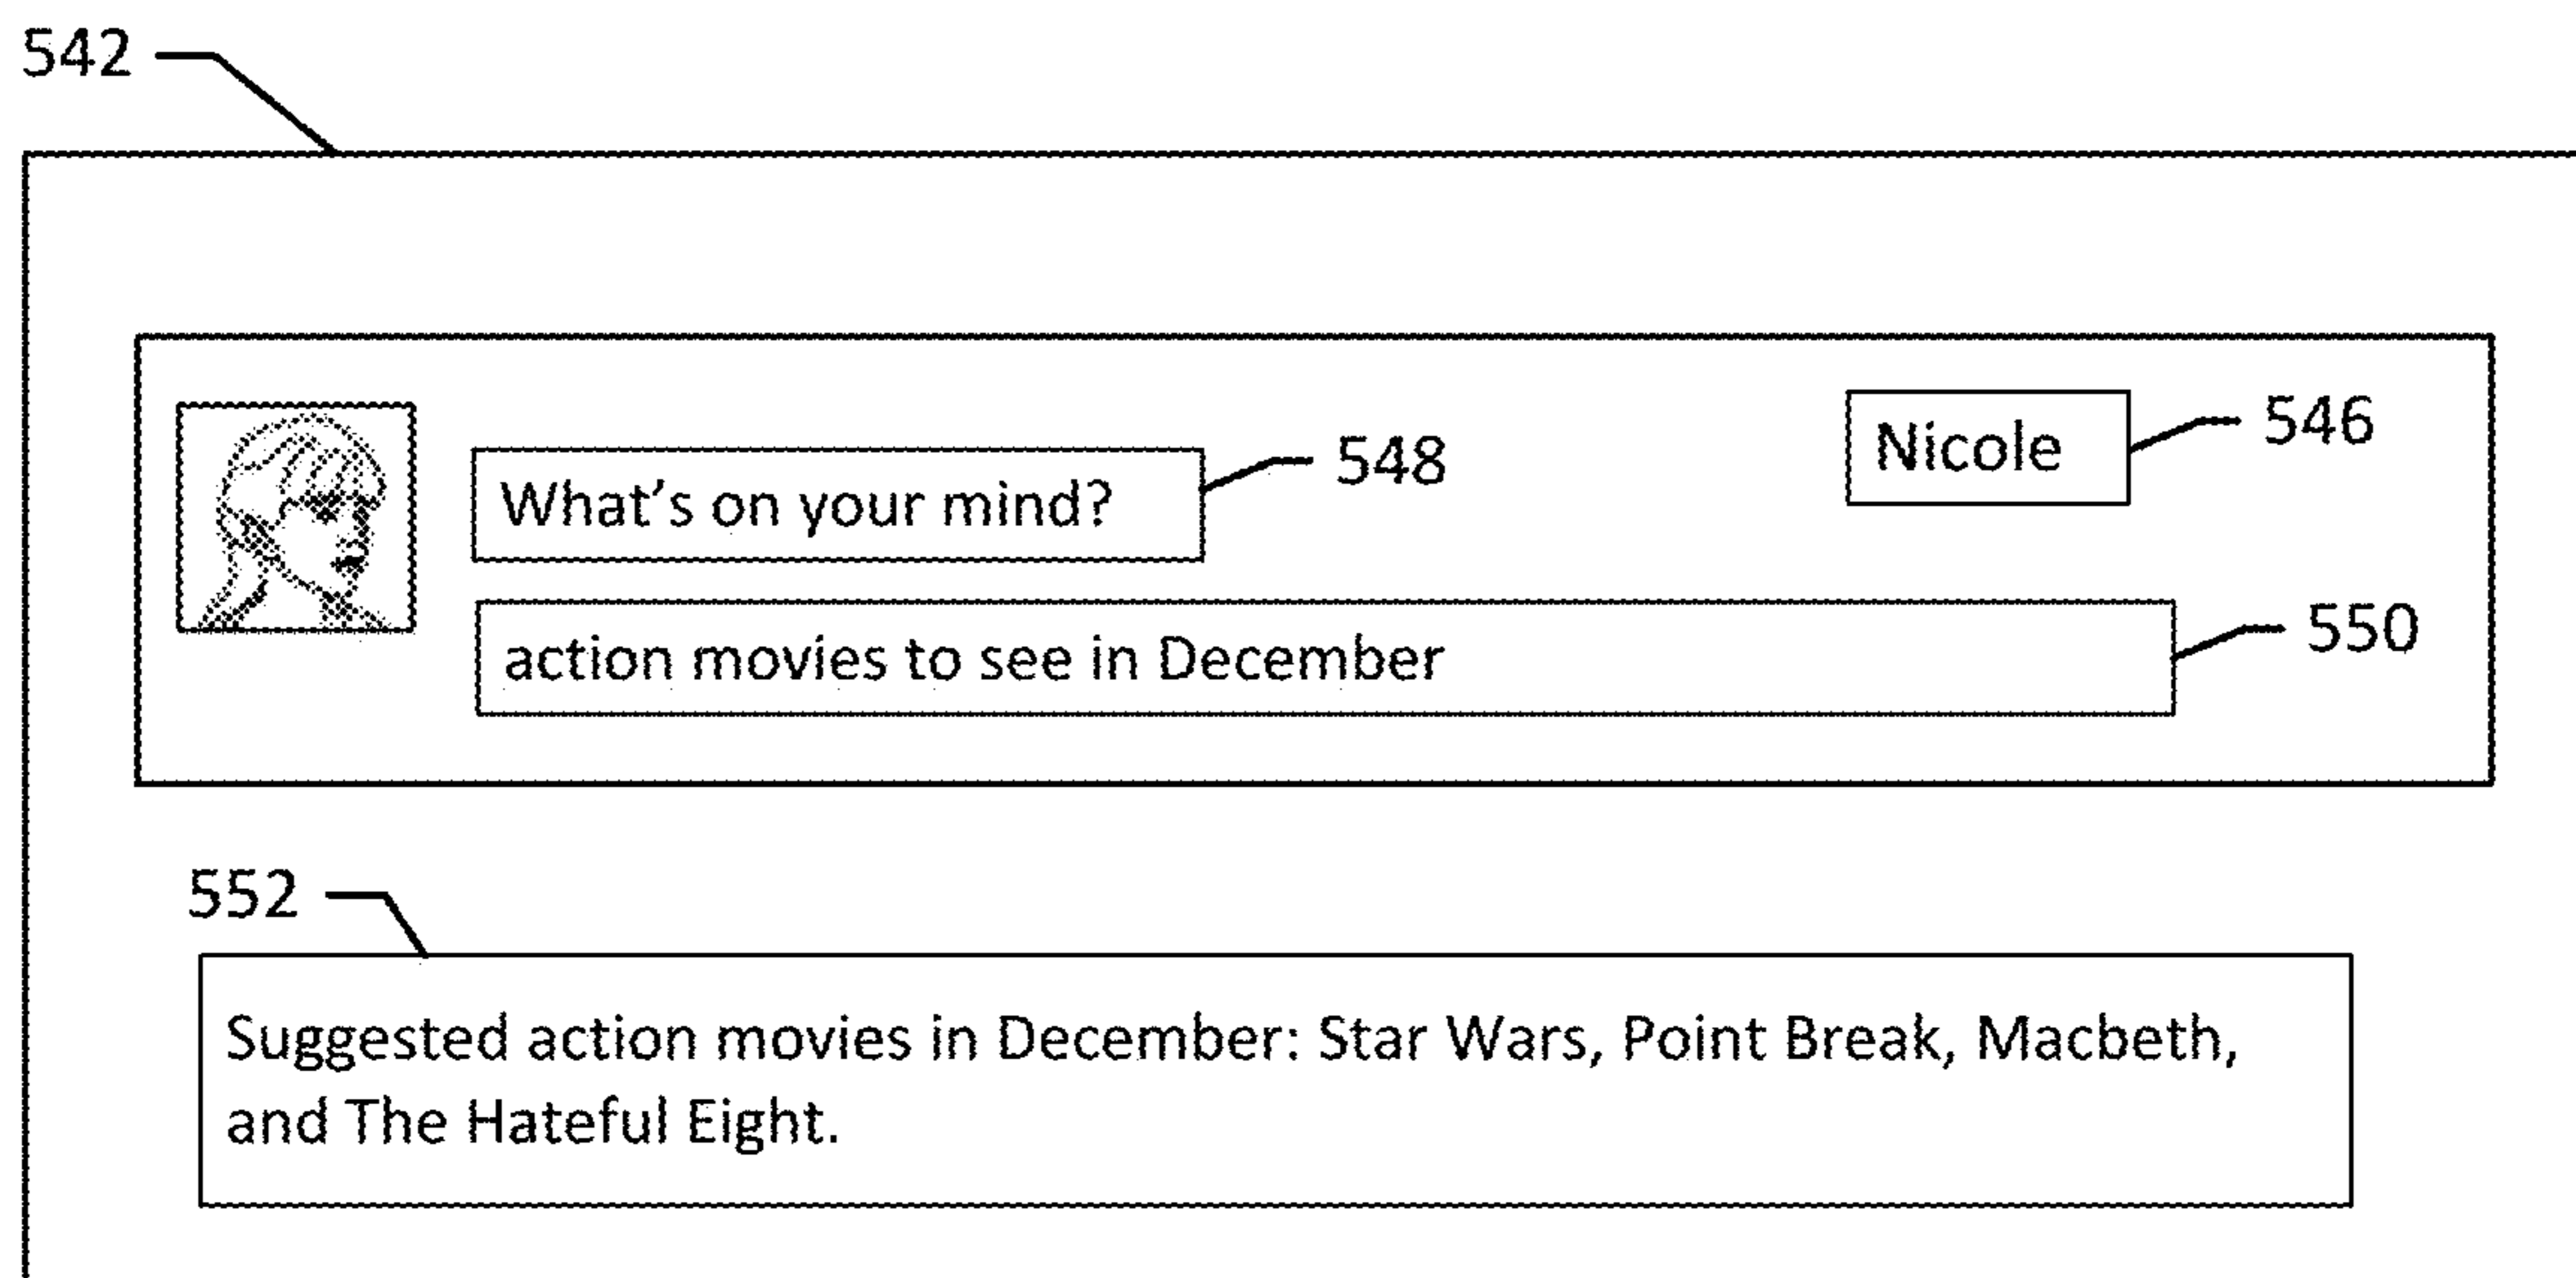 542
Nicole
546
What's on your mind?
548
action movies to see in December
550
552
Suggested action movies in December: Star Wars, Point Break, Macbeth,
and The Hateful Eight.